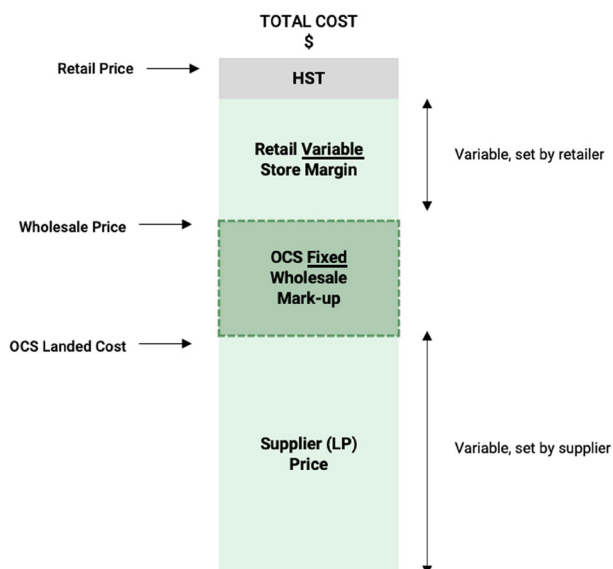 TOTAL COST
$
Retail Price
HST
Retail Variable
Store Margin
Variable, set by retailer
Wholesale Price
OCS Fixed
Wholesale
Mark-up
OCS Landed Cost
Supplier (LP)
Price
Variable, set by supplier